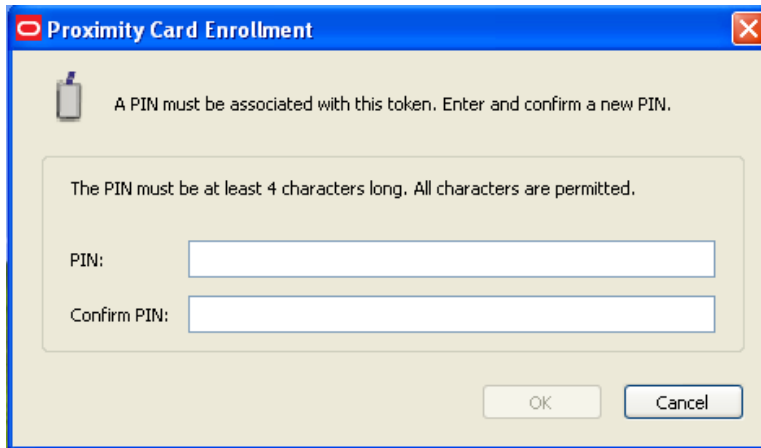 Proximity Card Enrollment
A PIN must be associated with this token. Enter and confirm a new PIN.
The PIN must be at least 4 characters long. All characters are permitted.
PIN:
Confirm PIN:
OK
Cancel